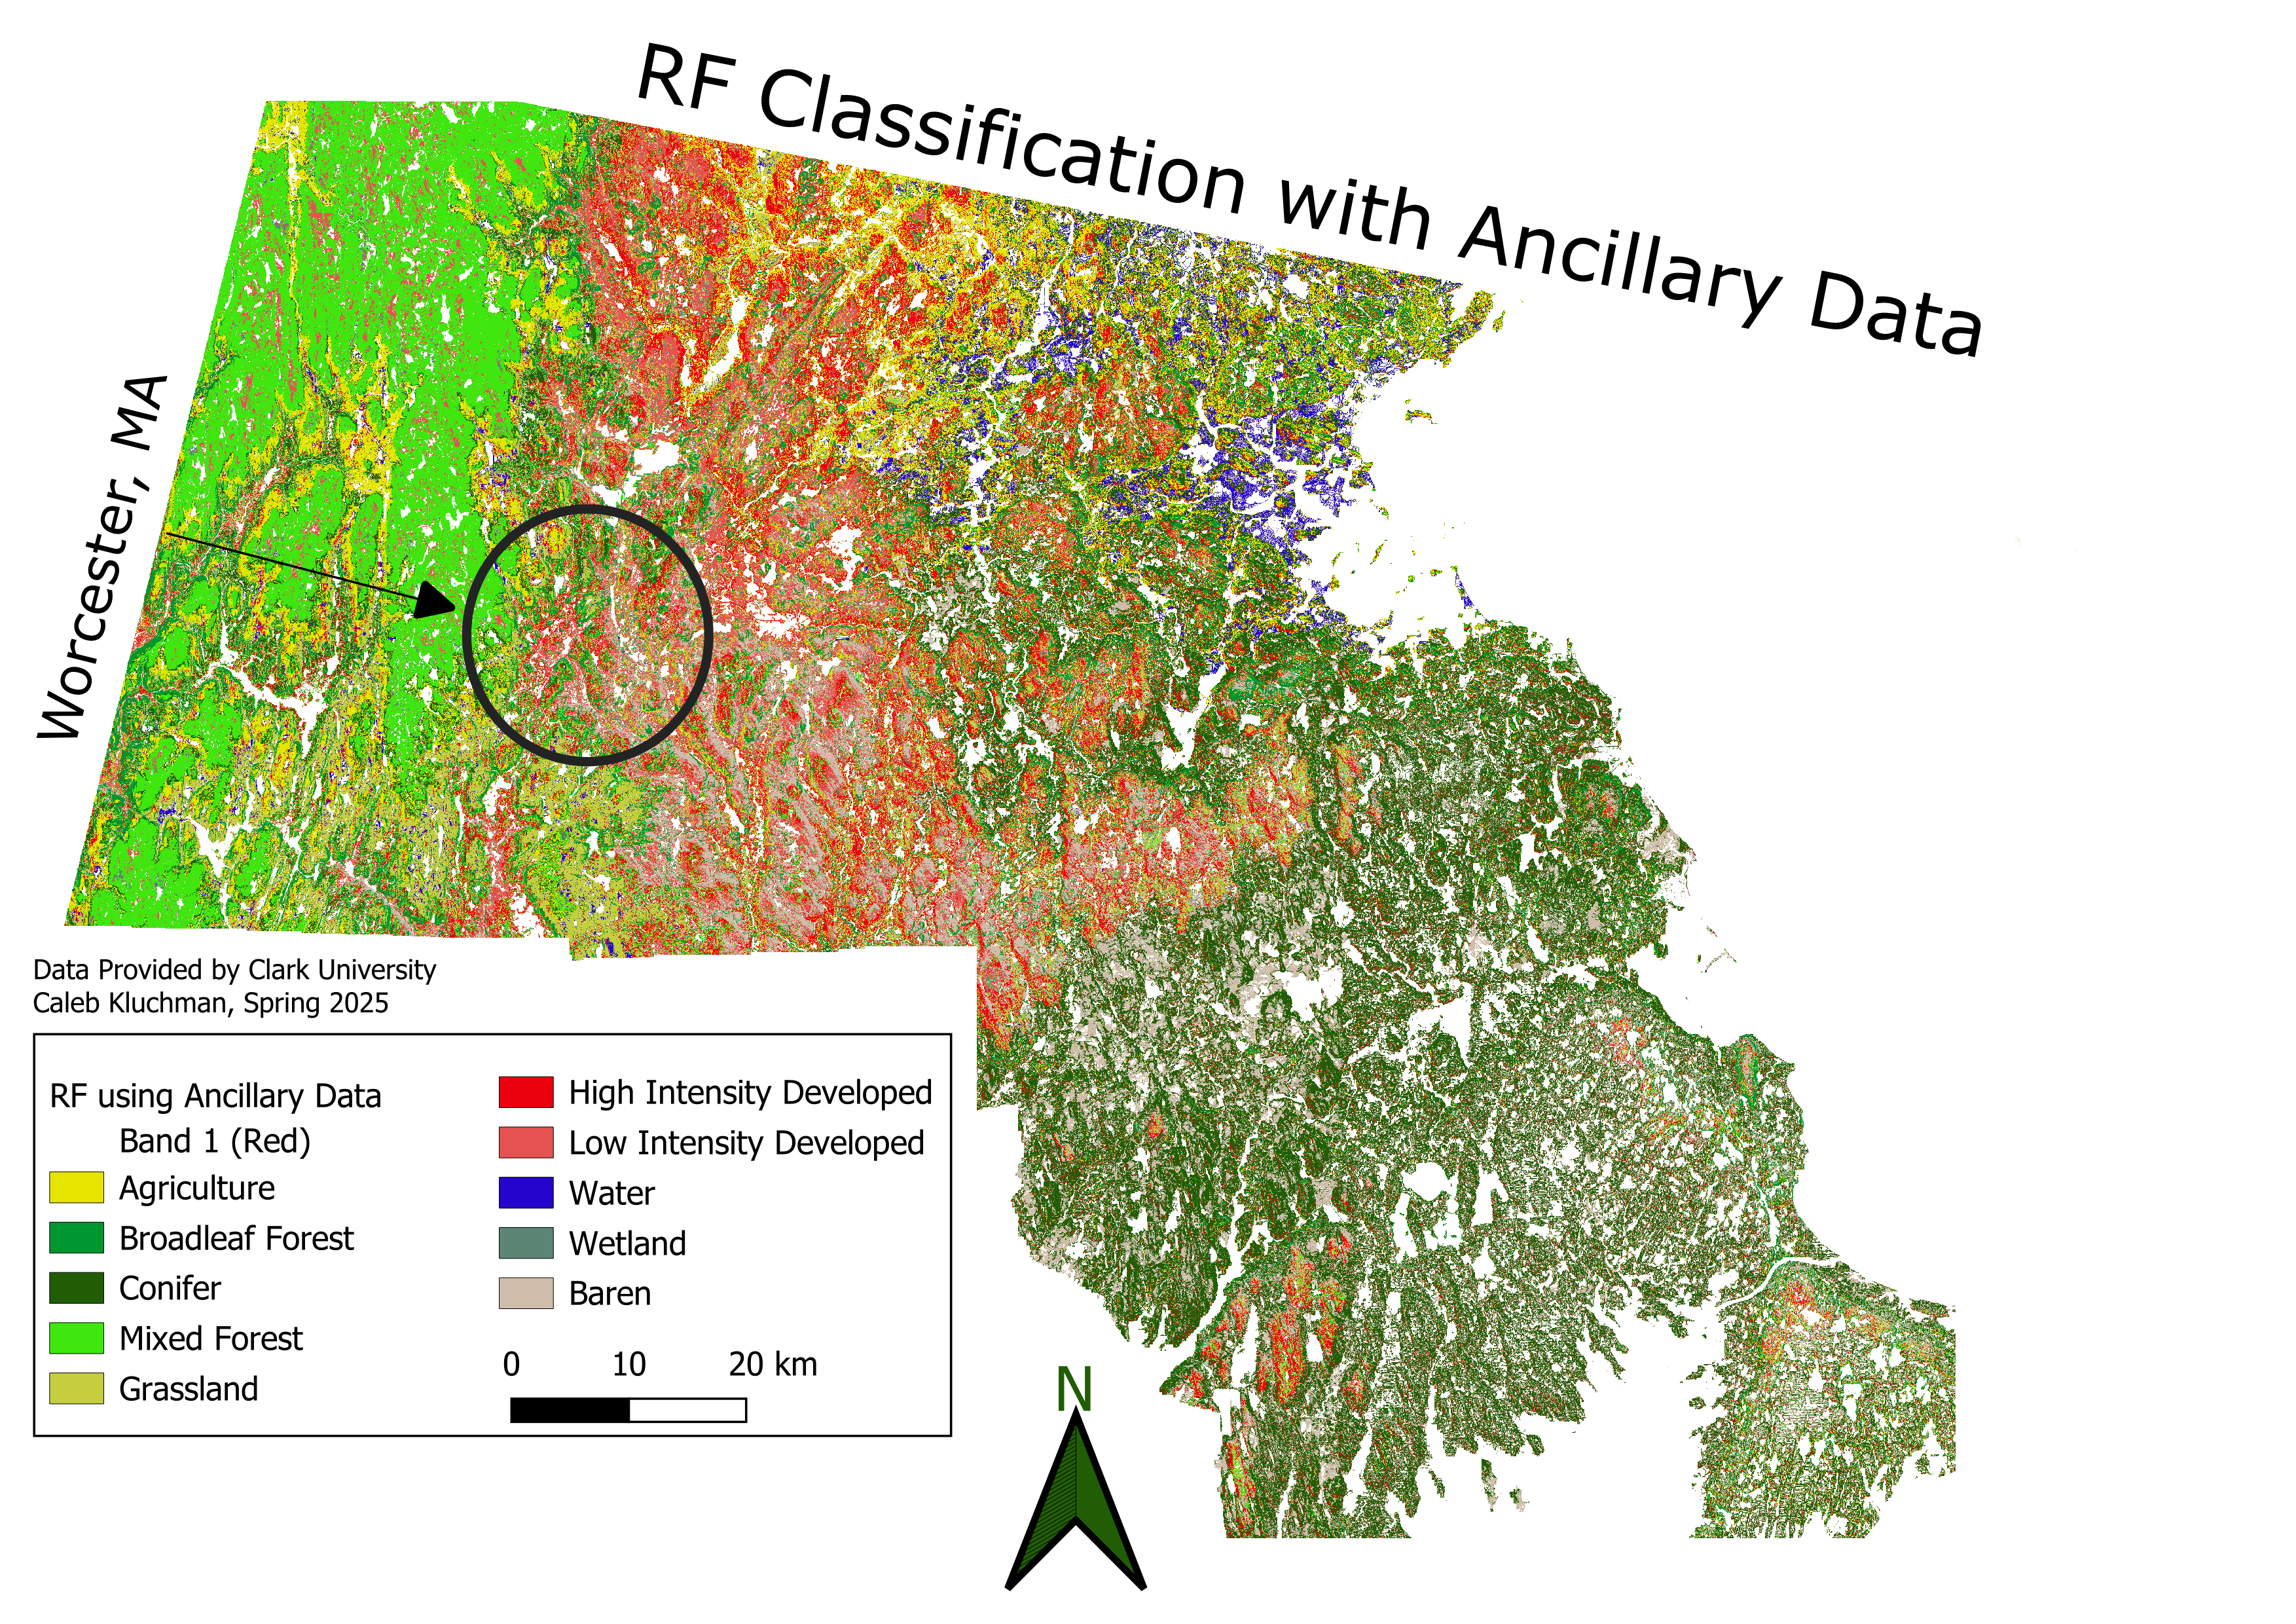 RF Classification with Ancillary Data
Worcester, MA
Data Provided by Clark University
Caleb Kluchman, Spring 2025
RF using Ancillary Data
Band 1 (Red)
Agriculture
Broadleaf Forest
Conifer
Mixed Forest
Grassland
High Intensity Developed
Low Intensity Developed
Water
Wetland
Baren
0 10 20 km
N